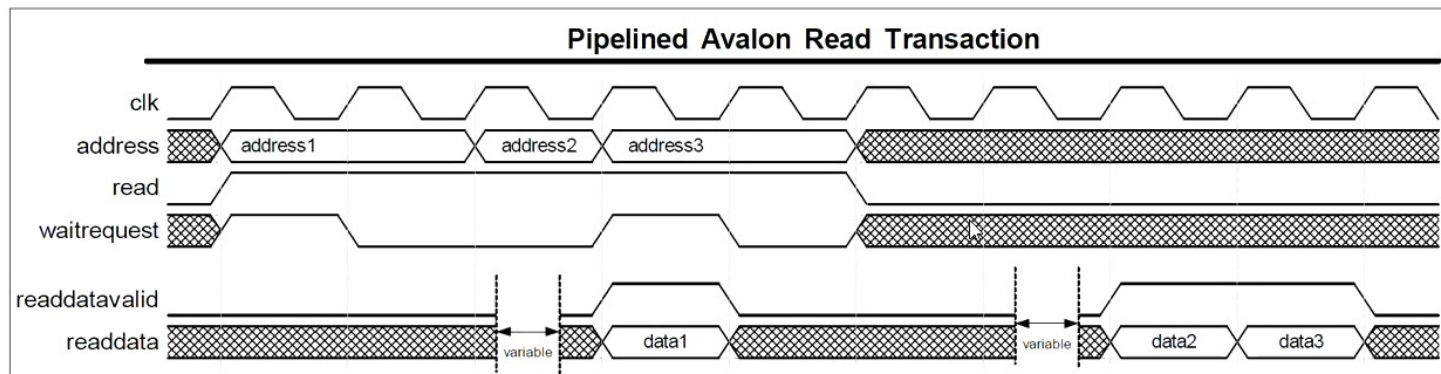 Pipelined Avalon Read Transaction
clk
address address1 address2 address3
read
waitrequest
readdatavalid
readdata variable data1 variable data2 data3